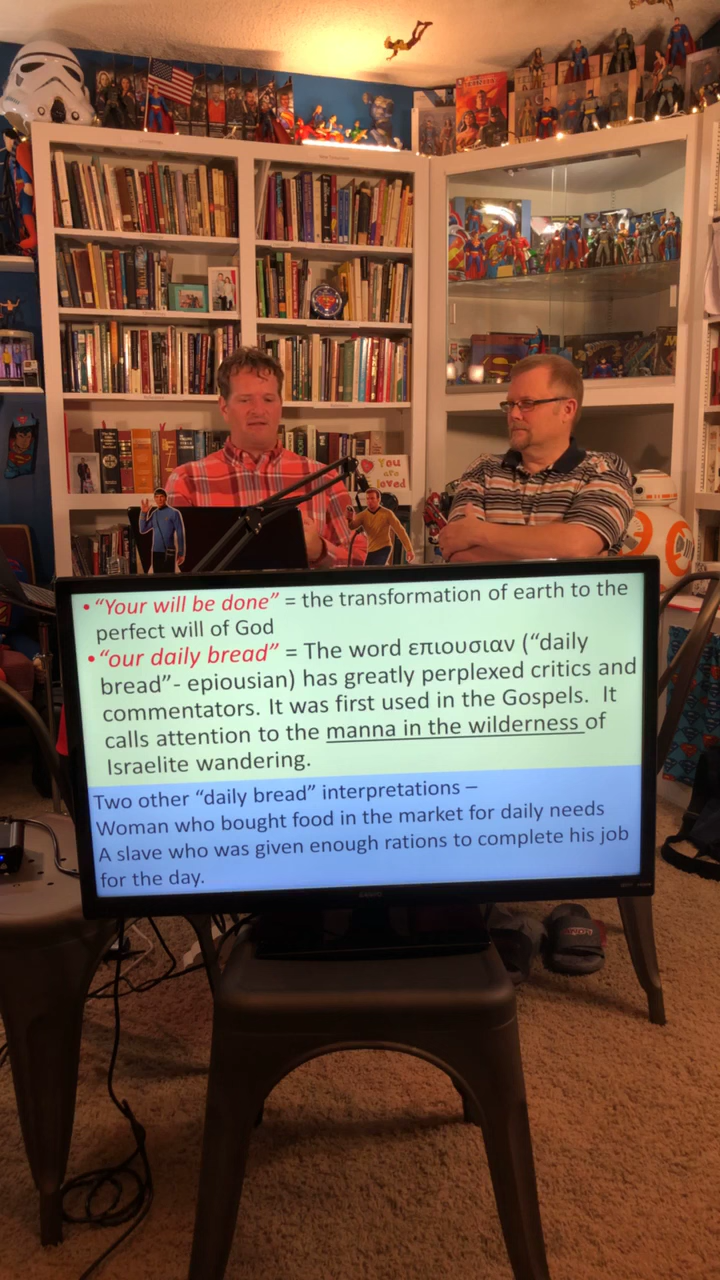 You
are
loved
• "Your will be done" = the transformation of earth to the
perfect will of God
• "our daily bread" = The word επιουσιαν ("daily
bread"- epiousian) has greatly perplexed critics and
commentators. It was first used in the Gospels. It
calls attention to the manna in the wilderness of
Israelite wandering.
Two other "daily bread" interpretations –
Woman who bought food in the market for daily needs
A slave who was given enough rations to complete his job
for the day.